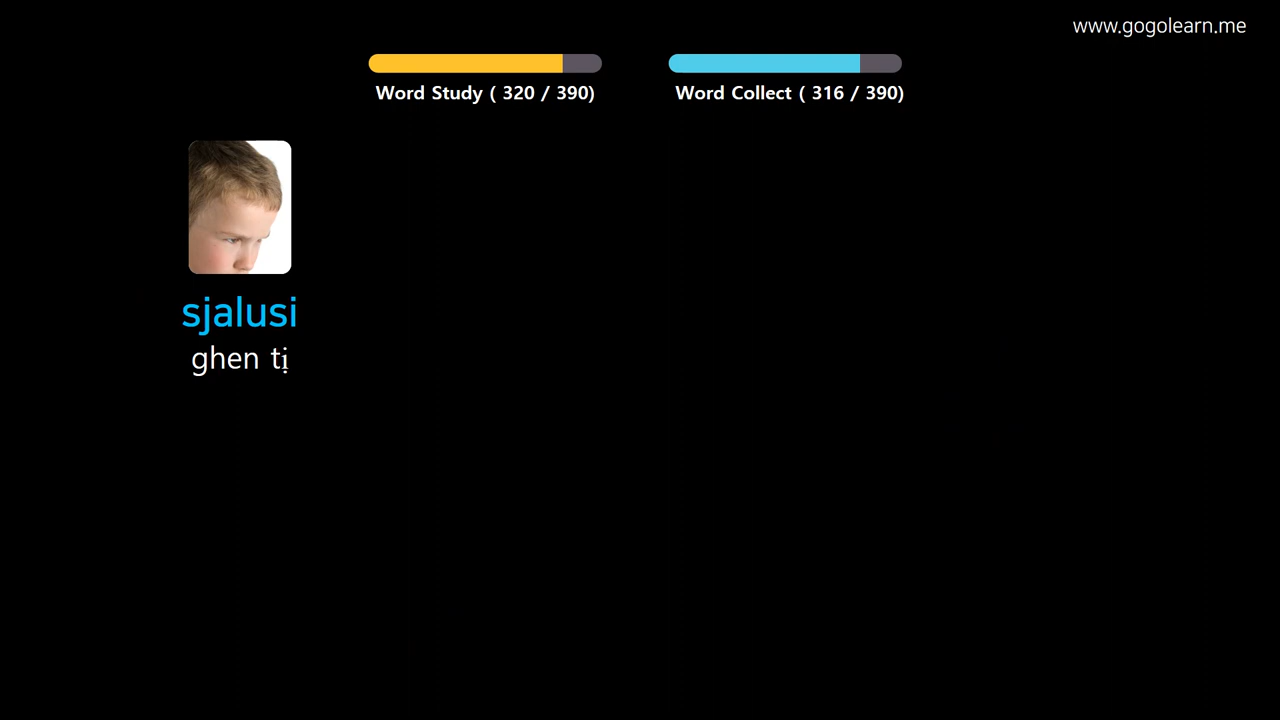 www.gogolearn.me
Word Study ( 320 / 390)
Word Collect ( 316 / 390)
sjalusi
ghen tị